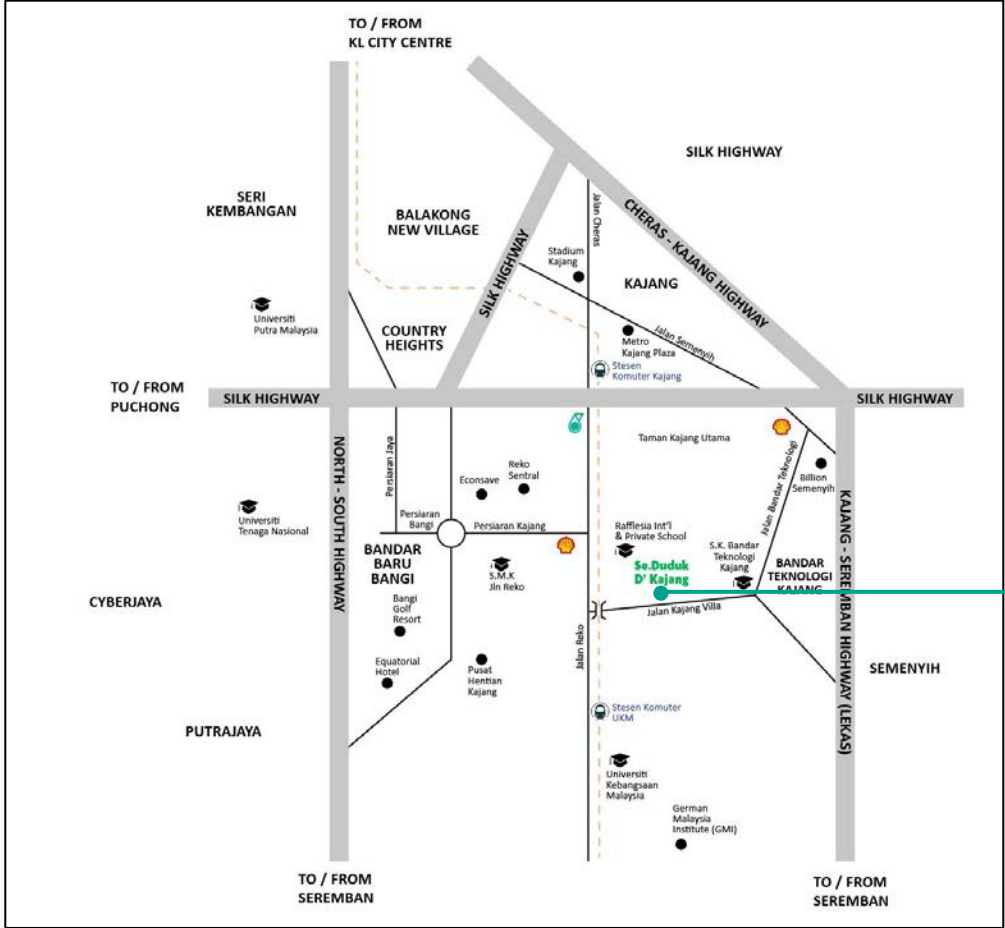 TO / FROM
KL CITY CENTRE
SILK HIGHWAY
SERI
KEMBANGAN
BALAKONG
NEW VILLAGE
Jalan Cheras
CHERAS - KAJANG HIGHWAY
SILK HIGHWAY
Stadium
Kajang
KAJANG
Universiti
Putra Malaysia
COUNTRY
HEIGHTS
Jalan Semenyih
Metro
Kajang Plaza
Stesen
Komuter Kajang
TO / FROM
PUCHONG
SILK HIGHWAY
SILK HIGHWAY
NORTH - SOUTH HIGHWAY
Persiaran Jaya
Taman Kajang Utama
Jalan Bandar Teknologi
Billion
Semenyih
KAJANG - SEREMBAN HIGHWAY (LEKAS)
Econsave
Reko
Sentral
Universiti
Tenaga Nasional
Persiaran
Bangi
Persiaran Kajang
Rafflesia Int'l
& Private School
S.K. Bandar
Teknologi
Kajang
BANDAR
BARU
BANGI
S.M.K
Jln Reko
Se.Duduk
D' Kajang
BANDAR
TEKNOLOGI
KAJANG
CYBERJAYA
Bangi
Golf
Resort
Jalan Kajang Villa
Jalan Reko
Equatorial
Hotel
Pusat
Hentian
Kajang
SEMENYIH
Stesen Komuter
UKM
PUTRAJAYA
Universiti
Kebangsaan
Malaysia
German
Malaysia
Institute (GMI)
TO / FROM
SEREMBAN
TO / FROM
SEREMBAN